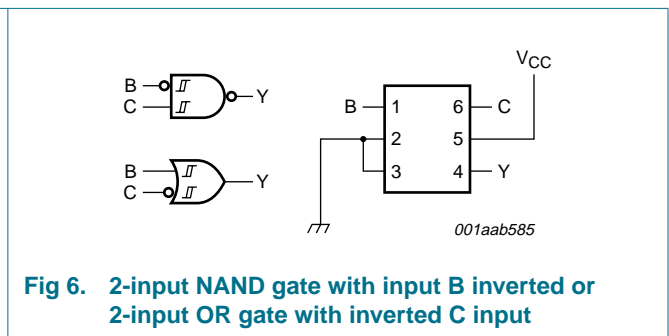 B
C
Y
B
C
Y
VCC
B 1 6 C
2 5
3 4 Y
001aab585
Fig 6. 2-input NAND gate with input B inverted or
2-input OR gate with inverted C input